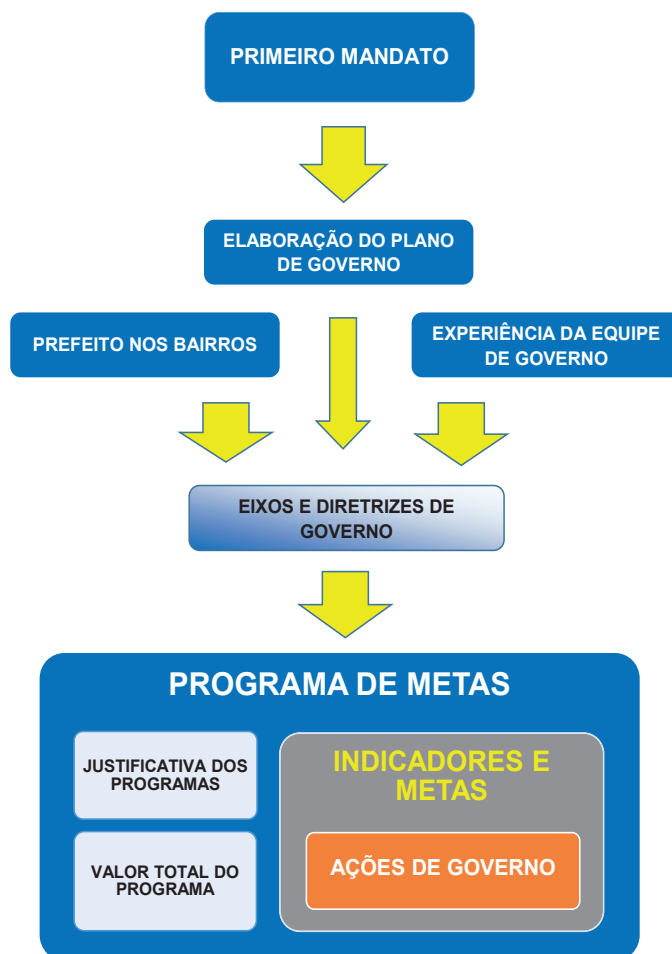 PRIMEIRO MANDATO
ELABORAÇÃO DO PLANO
DE GOVERNO
PREFEITO NOS BAIRROS
EXPERIÊNCIA DA EQUIPE
DE GOVERNO
EIXOS E DIRETRIZES DE
GOVERNO
PROGRAMA DE METAS
JUSTIFICATIVA DOS
PROGRAMAS
VALOR TOTAL DO
PROGRAMA
INDICADORES E
METAS
AÇÕES DE GOVERNO